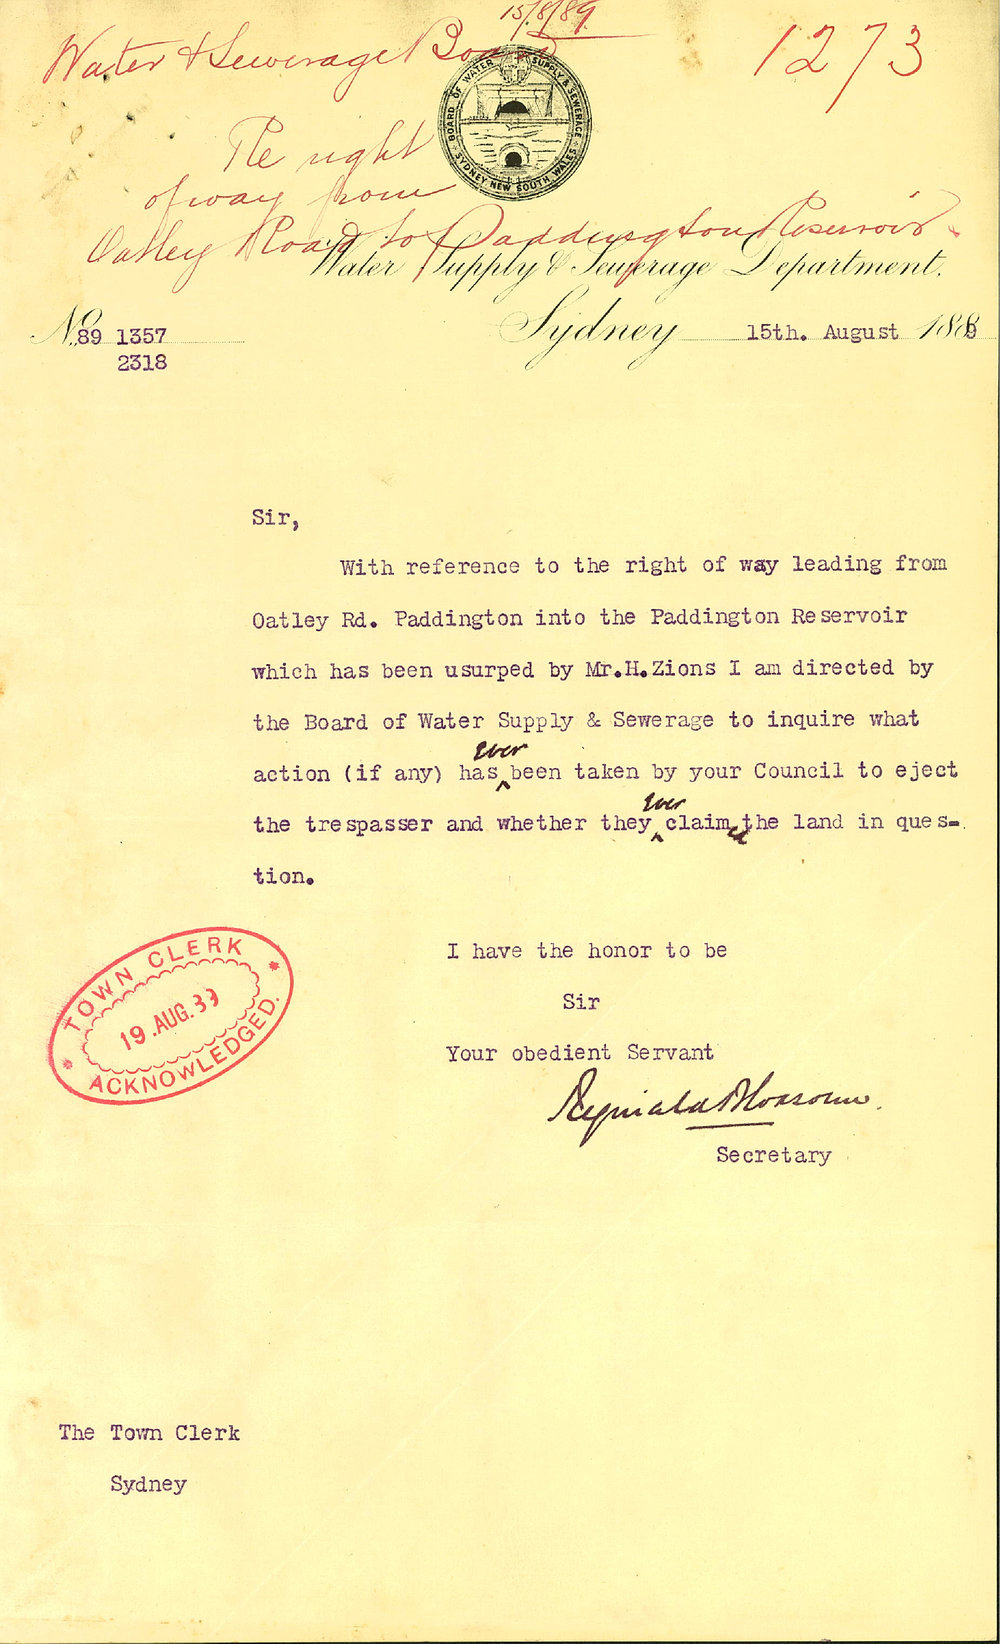 15/8/89
Water & Sewerage Board
1273
BOARD OF WATER SUPPLY & SEWERAGE
SYDNEY NEW SOUTH WALES
The right
of way from
Oatley Road to Paddington Reservoir
Water Supply & Sewerage Department.
No. 89 1357
2318
Sydney 15th. August 1889
Sir,
With reference to the right of way leading from
Oatley Rd. Paddington into the Paddington Reservoir
which has been usurped by Mr.H.Zions I am directed by
the Board of Water Supply & Sewerage to inquire what
action (if any) has ever been taken by your Council to eject
the trespasser and whether they ever claimed the land in ques-
tion.
I have the honor to be
Sir
Your obedient Servant
Secretary
TOWN CLERK
19.AUG.89
ACKNOWLEDGED.
The Town Clerk
Sydney